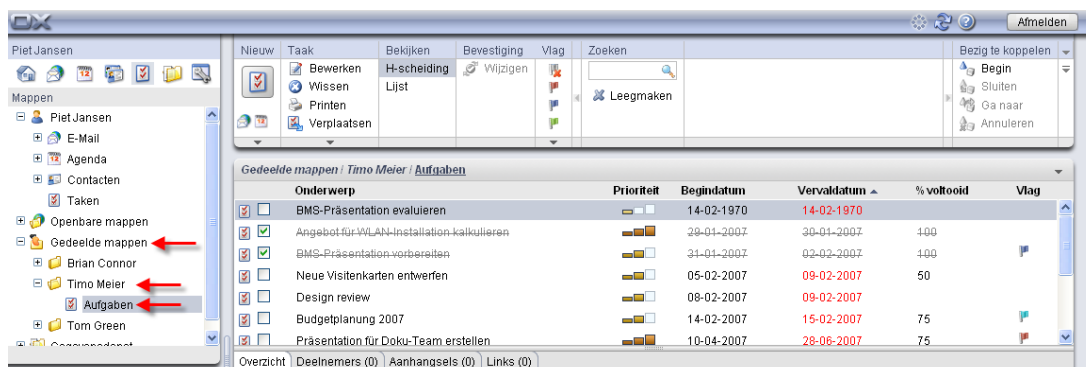 OX
Afmelden
Piet Jansen
Mappen
Piet Jansen
E-Mail
Agenda
Contacten
Taken
Openbare mappen
Gedeelde mappen
Brian Connor
Timo Meier
Aufgaben
Tom Green
Nieuw Taak Bekijken Bevestiging Vlag Zoeken Bezig te koppelen
Bewerken H-scheiding Wijzigen Begin
Wissen Lijst Sluiten
Leegmaken
Printen Ga naar
Verplaatsen Annuleren
Gedeelde mappen / Timo Meier / Aufgaben
Onderwerp Prioriteit Begindatum Vervaldatum % voltooid Vlag
BMS-Präsentation evaluieren 14-02-1970 14-02-1970
Angebot für WLAN-Installation kalkulieren 29-01-2007 30-01-2007 100
BMS-Präsentation vorbereiten 31-01-2007 02-02-2007 100
Neue Visitenkarten entwerfen 05-02-2007 09-02-2007 50
Design review 08-02-2007 09-02-2007
Budgetplanung 2007 14-02-2007 15-02-2007 75
Präsentation für Doku-Team erstellen 10-04-2007 28-06-2007 75
Overzicht Deelnemers (0) Aanhangsels (0) Links (0)